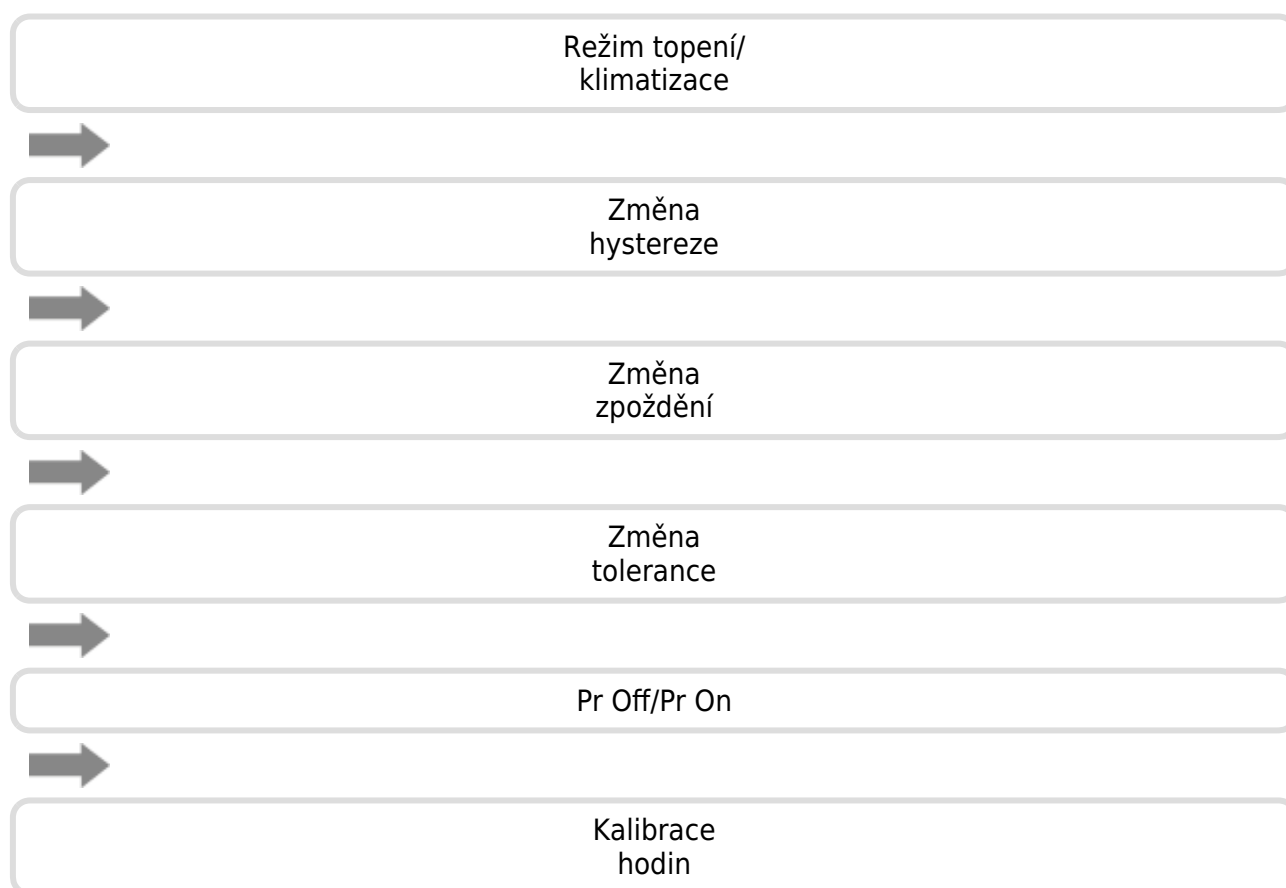 Režim topení/
klimatizace
Změna
hystereze
Změna
zpoždění
Změna
tolerance
Pr Off/Pr On
Kalibrace
hodin